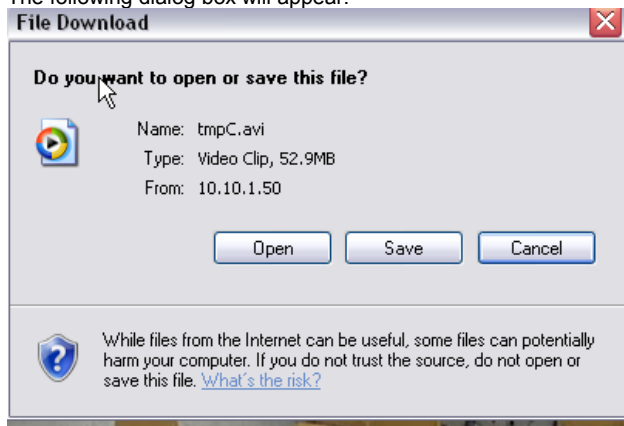 The following dialog box will appear.
File Download
Do you want to open or save this file?
Name: tmpC.avi
Type: Video Clip, 52.9MB
From: 10.10.1.50
Open Save Cancel
While files from the Internet can be useful, some files can potentially
harm your computer. If you do not trust the source, do not open or
save this file. What's the risk?